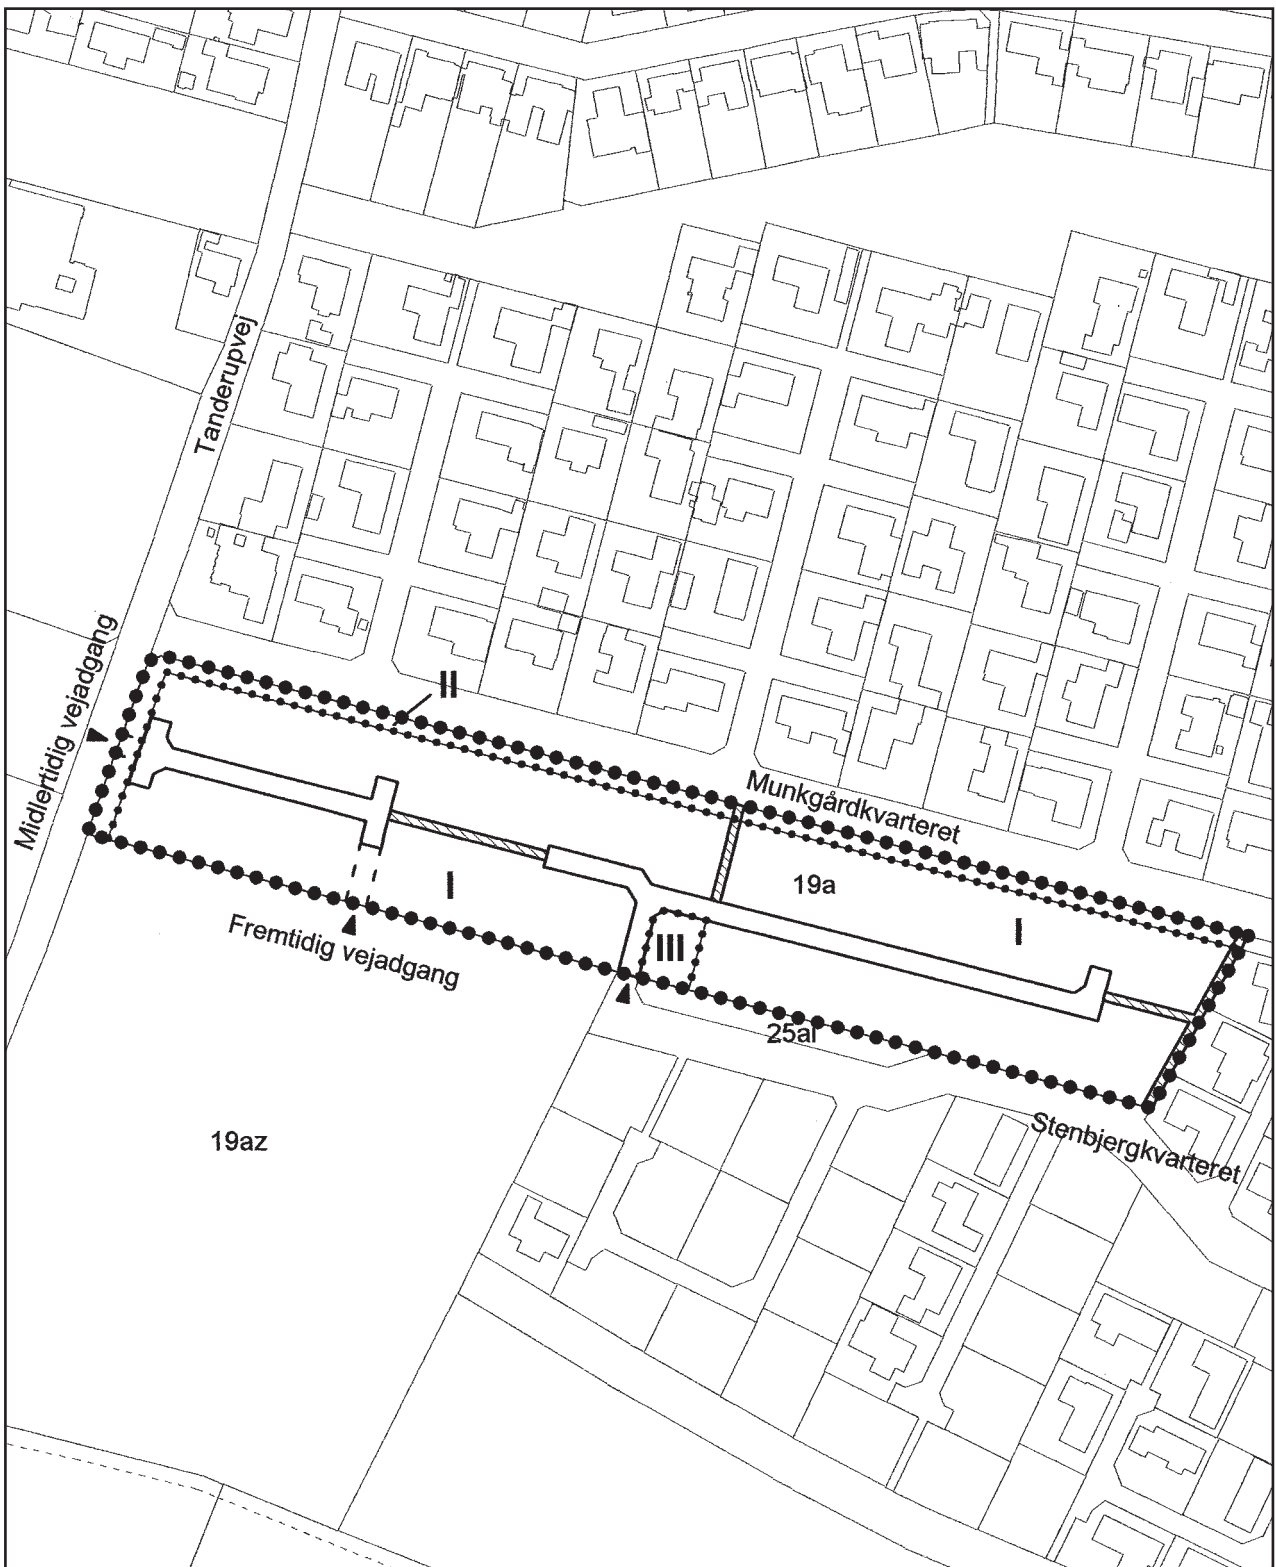 Tanderupvej
Midlertidig vejadgang
II
Munkgårdkvarteret
19a
I
I
III
Fremtidig vejadgang
25al
Stenbjergkvarteret
19az